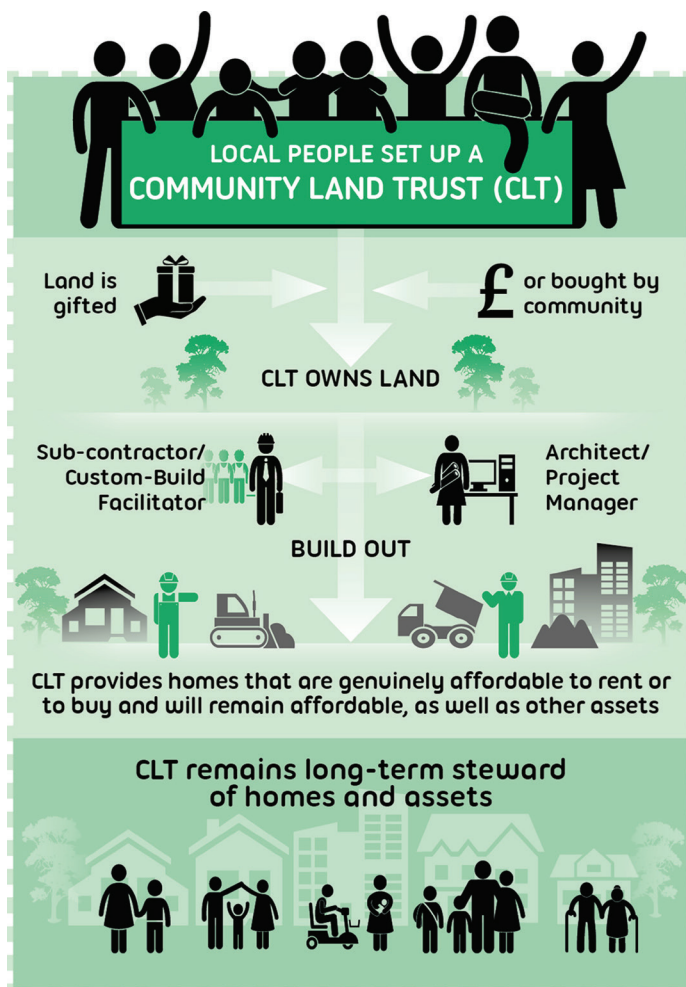 LOCAL PEOPLE SET UP A
COMMUNITY LAND TRUST (CLT)
Land is
gifted
£
or bought by
community
CLT OWNS LAND
Sub-contractor/
Custom-Build
Facilitator
Architect/
Project
Manager
BUILD OUT
CLT provides homes that are genuinely affordable to rent or
to buy and will remain affordable, as well as other assets
CLT remains long-term steward
of homes and assets